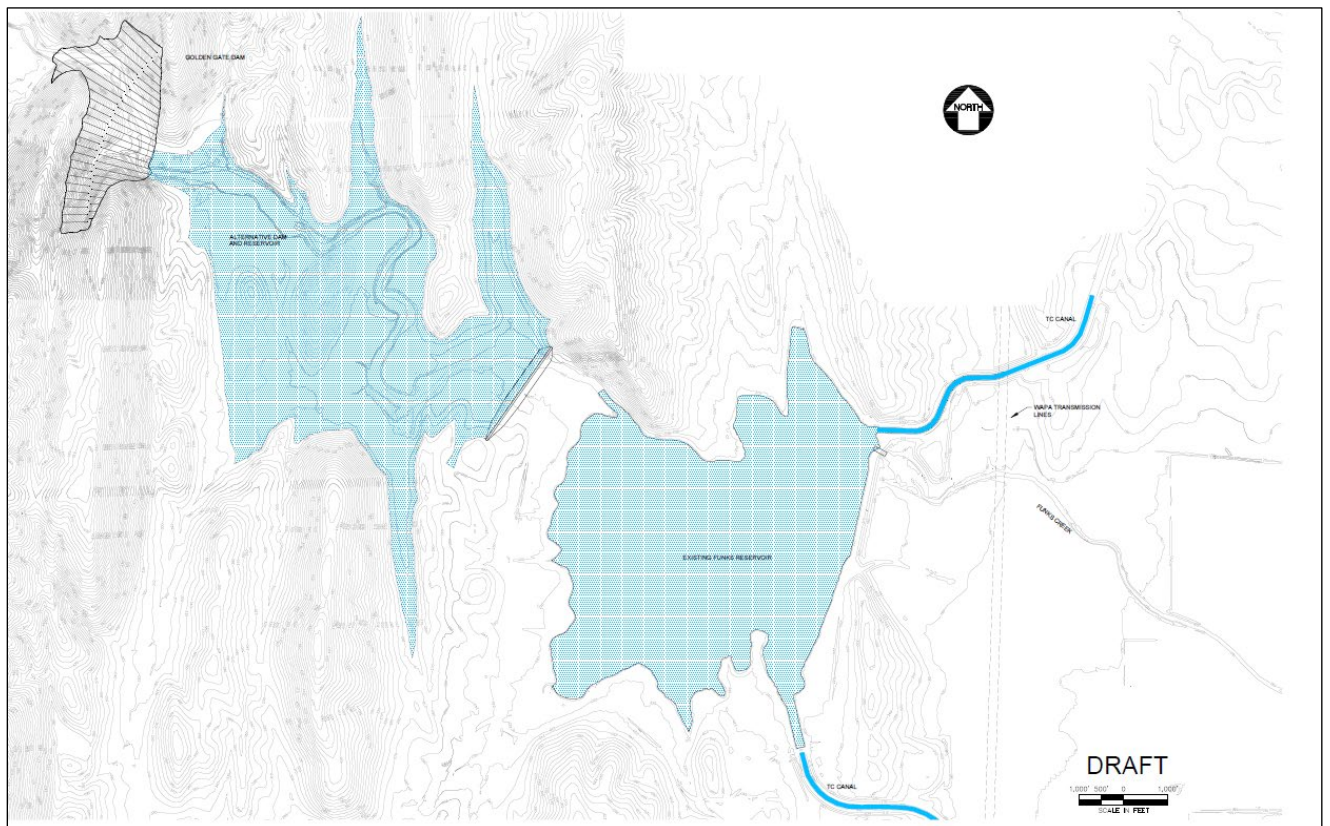 GOLDEN GATE DAM
NORTH
ALTERNATIVE DAM
AND RESERVOIR
TC CANAL
WAPA TRANSMISSION
LINES
FUNKS CREEK
EXISTING FUNKS RESERVOIR
TC CANAL
DRAFT
1,000' 500' 0 1,000'
SCALE IN FEET